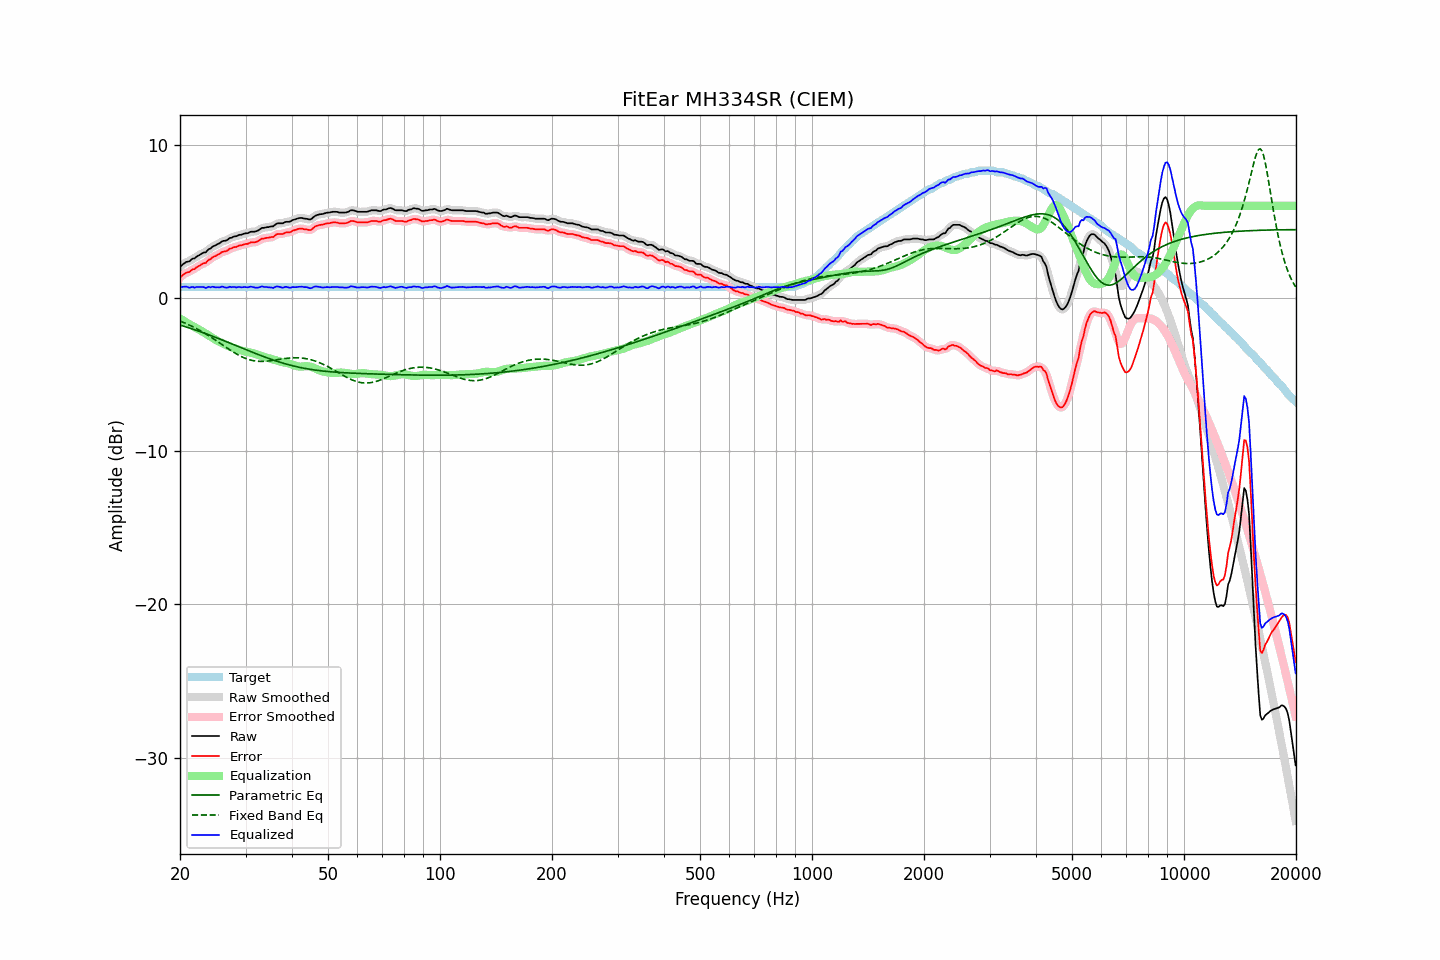 FitEar MH334SR (CIEM)
Amplitude (dBr)
10
0
−10
−20
−30
Target
Raw Smoothed
Error Smoothed
Raw
Error
Equalization
Parametric Eq
Fixed Band Eq
Equalized
20 50 100 200 500 1000 2000 5000 10000 20000
Frequency (Hz)